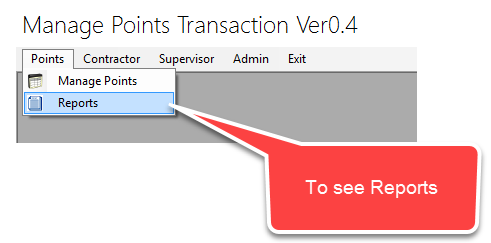 Manage Points Transaction Ver0.4
Points Contractor Supervisor Admin Exit
Manage Points
Reports
To see Reports